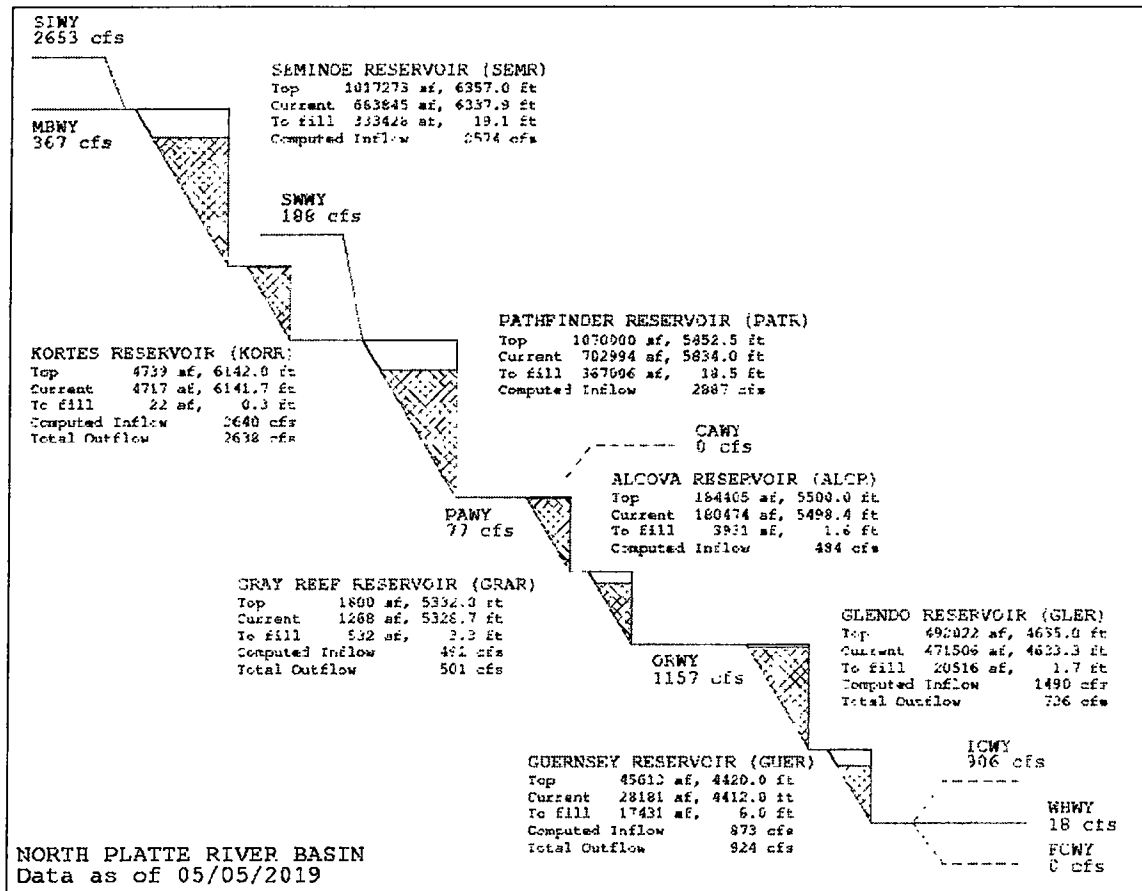 SIWY
2653 cfs
SEMINOE RESERVOIR (SEMR)
Top 1017273 af, 6357.0 ft
Current 683845 af, 6337.9 ft
To fill 333428 af, 19.1 ft
Computed Inflow 2574 cfs
MBWY
367 cfs
SWWY
188 cfs
KORTES RESERVOIR (KORR)
Top 4739 af, 6142.0 ft
Current 4717 af, 6141.7 ft
To fill 22 af, 0.3 ft
Computed Inflow 2640 cfs
Total Outflow 2638 cfs
PATHFINDER RESERVOIR (PATR)
Top 1070000 af, 5852.5 ft
Current 702994 af, 5834.0 ft
To fill 367006 af, 18.5 ft
Computed Inflow 2887 cfs
CAWY
0 cfs
ALCOVA RESERVOIR (ALCR)
Top 184405 af, 5500.0 ft
Current 180474 af, 5498.4 ft
To fill 3931 af, 1.6 ft
Computed Inflow 484 cfs
PAWY
77 cfs
GRAY REEF RESERVOIR (GRAR)
Top 1800 af, 5332.0 ft
Current 1268 af, 5328.7 ft
To fill 532 af, 3.3 ft
Computed Inflow 492 cfs
Total Outflow 501 cfs
ORWY
1157 cfs
GLENDO RESERVOIR (GLER)
Top 492022 af, 4635.0 ft
Current 471506 af, 4633.3 ft
To fill 20516 af, 1.7 ft
Computed Inflow 1490 cfs
Total Outflow 736 cfs
GUERNSEY RESERVOIR (GUER)
Top 45612 af, 4420.0 ft
Current 28181 af, 4412.0 ft
To fill 17431 af, 8.0 ft
Computed Inflow 873 cfs
Total Outflow 924 cfs
ICWY
906 cfs
WHWY
18 cfs
FCWY
0 cfs
NORTH PLATTE RIVER BASIN
Data as of 05/05/2019